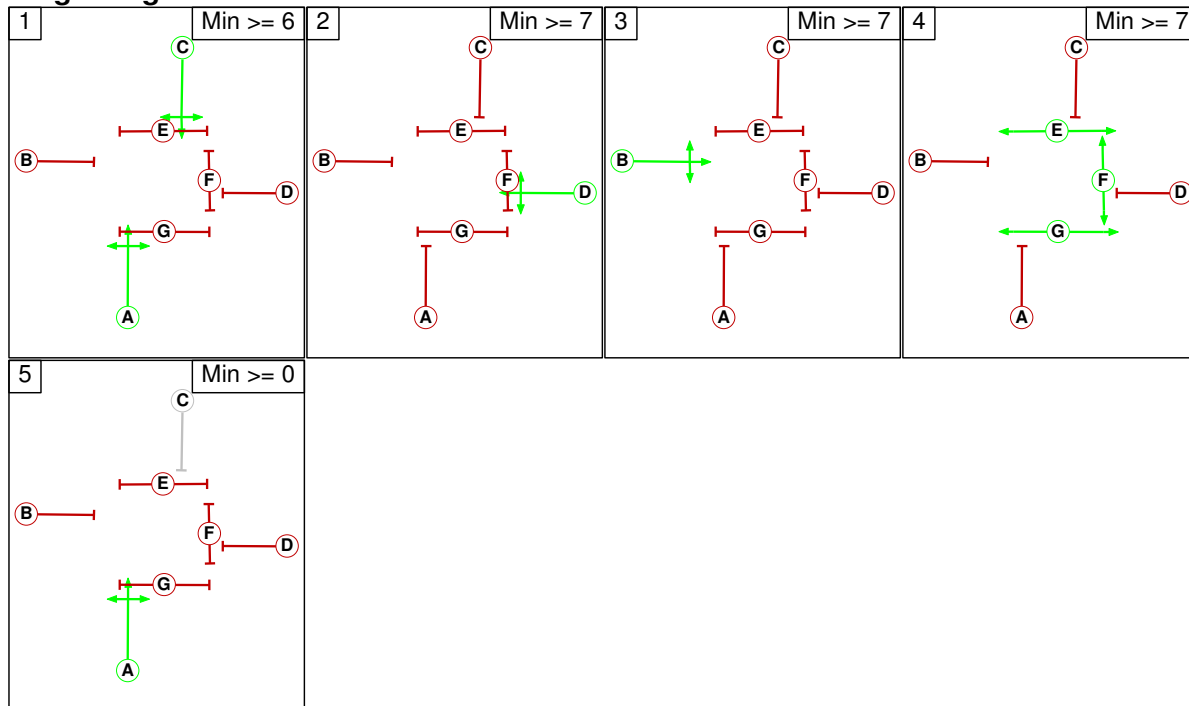 1 Min >= 6 2 Min >= 7 3 Min >= 7 4 Min >= 7
C C C C
E E E E
B B B B
F F F F
D D D D
G G G G
A A A A
5 Min >= 0
C
E
B
F
D
G
A